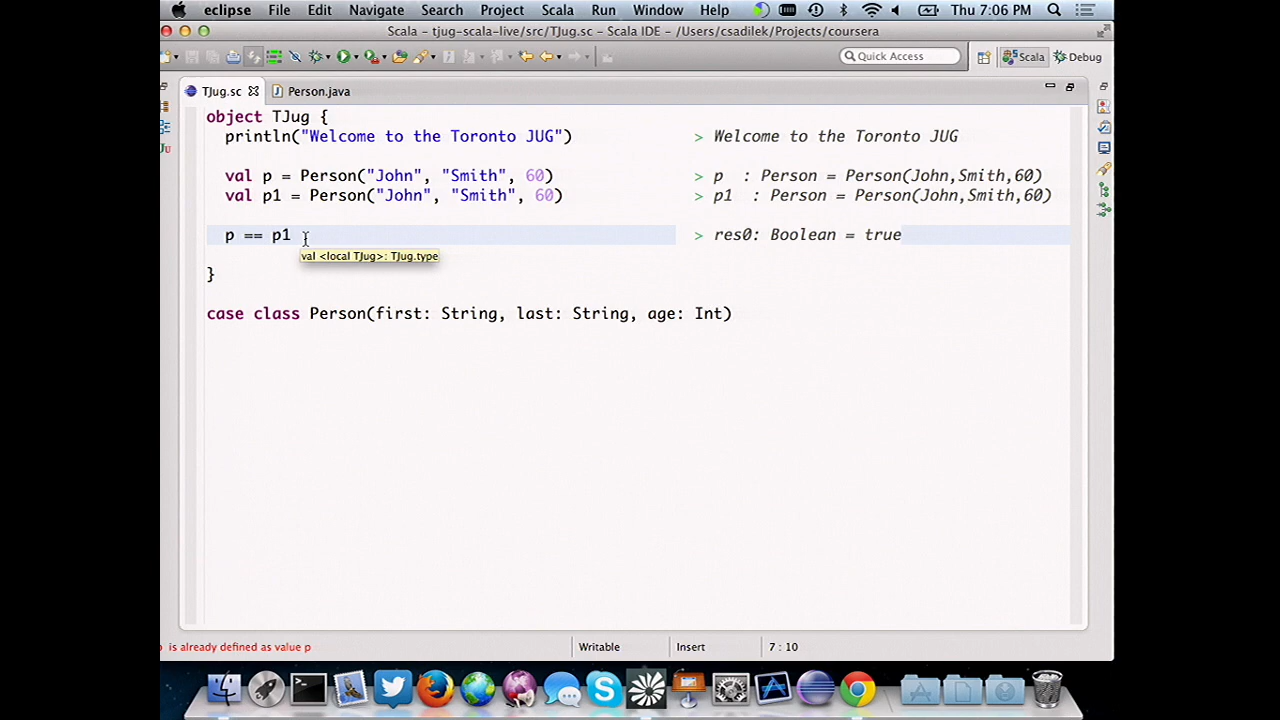 eclipse File Edit Navigate Search Project Scala Run Window Help Thu 7:06 PM
Scala - tjug-scala-live/src/TJug.sc - Scala IDE - /Users/csadilek/Projects/coursera
Quick Access Scala Debug
TJug.sc Person.java
object TJug {
println("Welcome to the Toronto JUG") > Welcome to the Toronto JUG
val p = Person("John", "Smith", 60) > p : Person = Person(John,Smith,60)
val p1 = Person("John", "Smith", 60) > p1 : Person = Person(John,Smith,60)
p == p1 > res0: Boolean = true
val <local TJug>: TJug.type
}
case class Person(first: String, last: String, age: Int)
is already defined as value p Writable Insert 7 : 10